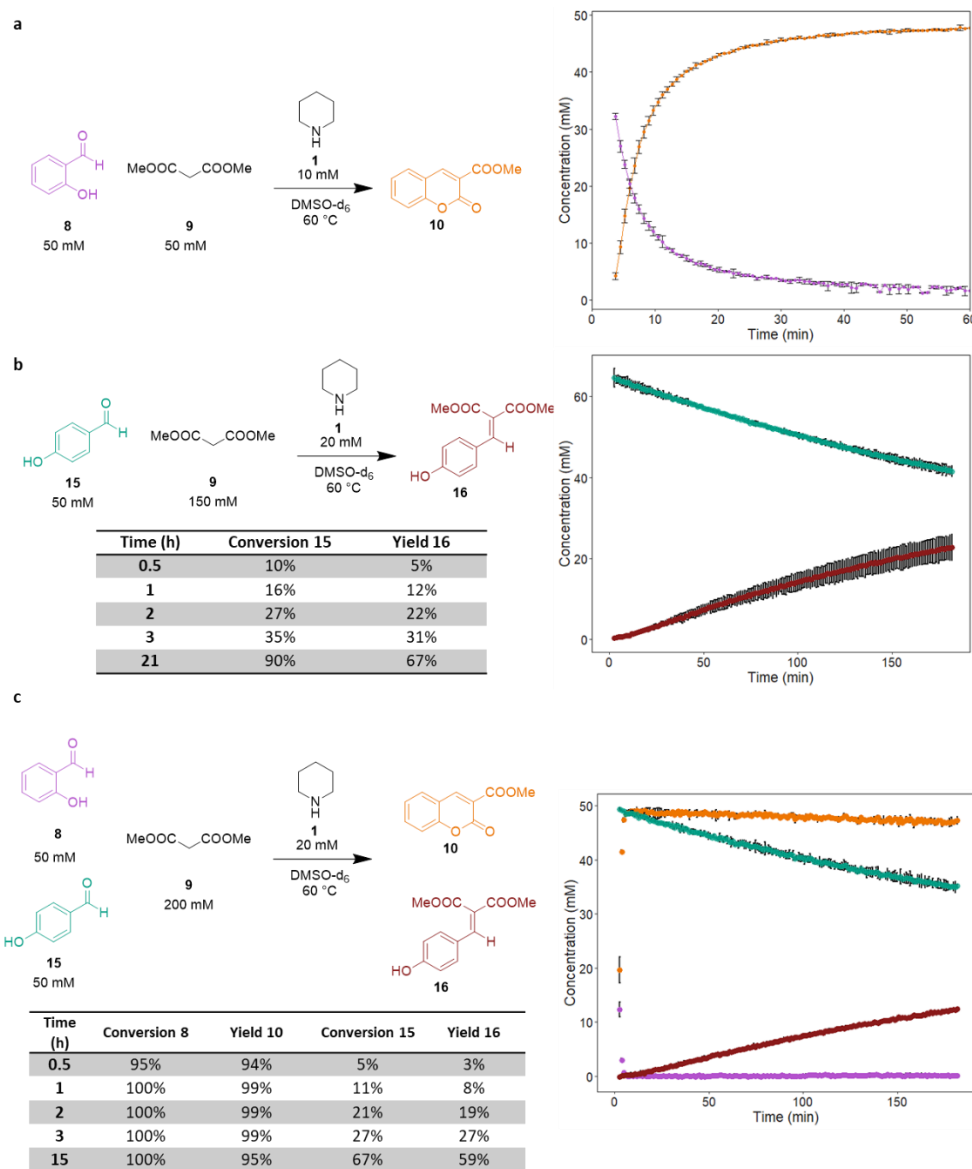 a
O
H
OH
8
50 mM
MeOOC COOMe
9
50 mM
N
H
1
10 mM
DMSO-d6
60 °C
COOMe
O O
10
Concentration (mM)
50
40
30
20
10
0
0 10 20 30 40 50 60
Time (min)
b
O
H
HO
15
50 mM
MeOOC COOMe
9
150 mM
N
H
1
20 mM
DMSO-d6
60 °C
MeOOC COOMe
H
HO
16
Time (h) Conversion 15 Yield 16
0.5 10% 5%
1 16% 12%
2 27% 22%
3 35% 31%
21 90% 67%
Concentration (mM)
60
40
20
0
0 50 100 150
Time (min)
c
O
H
OH
8
50 mM
O
H
HO
15
50 mM
MeOOC COOMe
9
200 mM
N
H
1
20 mM
DMSO-d6
60 °C
COOMe
O O
10
MeOOC COOMe
H
HO
16
Time (h) Conversion 8 Yield 10 Conversion 15 Yield 16
0.5 95% 94% 5% 3%
1 100% 99% 11% 8%
2 100% 99% 21% 19%
3 100% 99% 27% 27%
15 100% 95% 67% 59%
Concentration (mM)
50
40
30
20
10
0
0 50 100 150
Time (min)